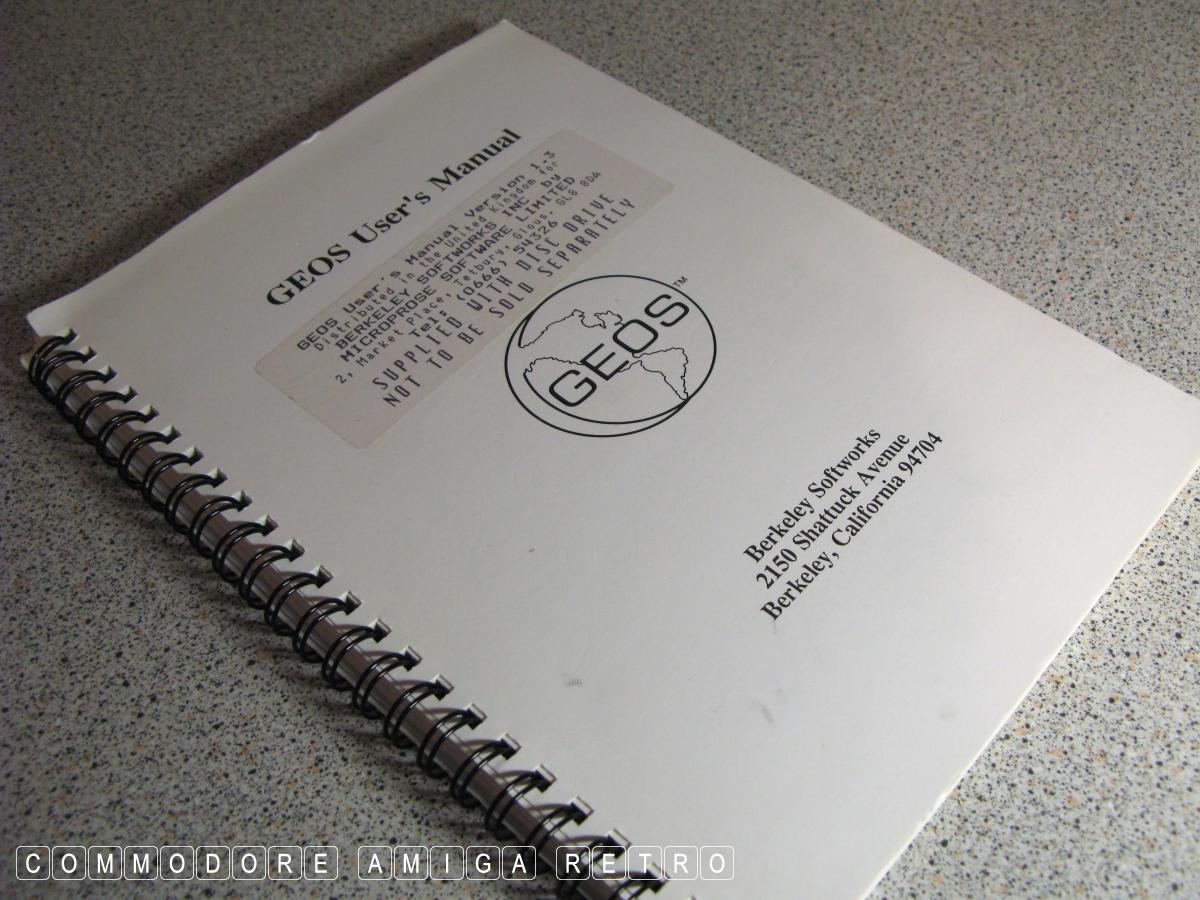 GEOS User's Manual
GEOS User's Manual Version 1.3
Distributed in the United Kingdom for
BERKELEY SOFTWORKS INC by
MICROPROSE SOFTWARE LIMITED
2, Market Place, Tetbury, Glous. GL8 8DA
Tel: (0666) 54326
SUPPLIED WITH DISC DRIVE
NOT TO BE SOLD SEPARATELY
GEOS™
Berkeley Softworks
2150 Shattuck Avenue
Berkeley, California 94704
COMMODORE AMIGA RETRO